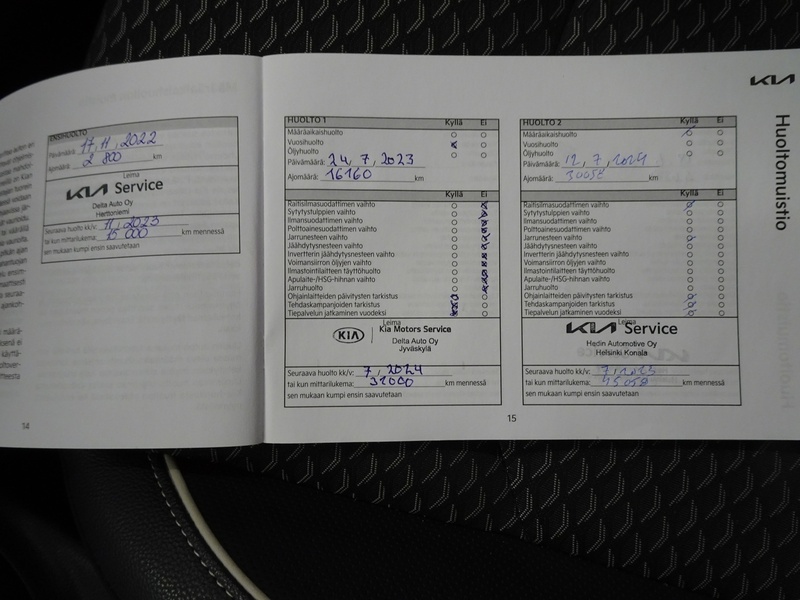 KIA
Huoltomuistio
ENSIHUOLTO
Päivämäärä: 17, 11, 2022
Ajomäärä: 2 800 km
Leima
KIA Service
Delta Auto Oy
Hertoniemi
Seuraava huolto kk/v: 11, 2023
tai kun mittarilukema: 15 000 km mennessä
sen mukaan kumpi ensin saavutetaan
14
HUOLTO 1 Kyllä Ei
Määräaikaishuolto
Vuosihuolto
Öljyhuolto
Päivämäärä: 24, 7, 2023
Ajomäärä: 16160 km
Kyllä Ei
Raitisilmasuodattimen vaihto
Sytytystulppien vaihto
Ilmansuodattimen vaihto
Polttoainesuodattimen vaihto
Jarrunesteen vaihto
Jäähdytysnesteen vaihto
Invertterin jäähdytysnesteen vaihto
Voimansiirron öljyjen vaihto
Ilmastointilaitteen täyttöhuolto
Apulaite-/HSG-hihnan vaihto
Jarruhuolto
Ohjainlaitteiden päivitysten tarkistus
Tehdaskampanjoiden tarkistus
Tiepalvelun jatkaminen vuodeksi
Leima
KIA Kia Motors Service
Delta Auto Oy
Jyväskylä
Seuraava huolto kk/v: 7, 2024
tai kun mittarilukema: 31000 km mennessä
sen mukaan kumpi ensin saavutetaan
HUOLTO 2 Kyllä Ei
Määräaikaishuolto
Vuosihuolto
Öljyhuolto
Päivämäärä: 12, 7, 2024
Ajomäärä: 30058 km
Kyllä Ei
Raitisilmasuodattimen vaihto
Sytytystulppien vaihto
Ilmansuodattimen vaihto
Polttoainesuodattimen vaihto
Jarrunesteen vaihto
Jäähdytysnesteen vaihto
Invertterin jäähdytysnesteen vaihto
Voimansiirron öljyjen vaihto
Ilmastointilaitteen täyttöhuolto
Apulaite-/HSG-hihnan vaihto
Jarruhuolto
Ohjainlaitteiden päivitysten tarkistus
Tehdaskampanjoiden tarkistus
Tiepalvelun jatkaminen vuodeksi
Leima
KIA Service
Hedin Automotive Oy
Helsinki Konala
Seuraava huolto kk/v:
tai kun mittarilukema: 45058 km mennessä
sen mukaan kumpi ensin saavutetaan
15